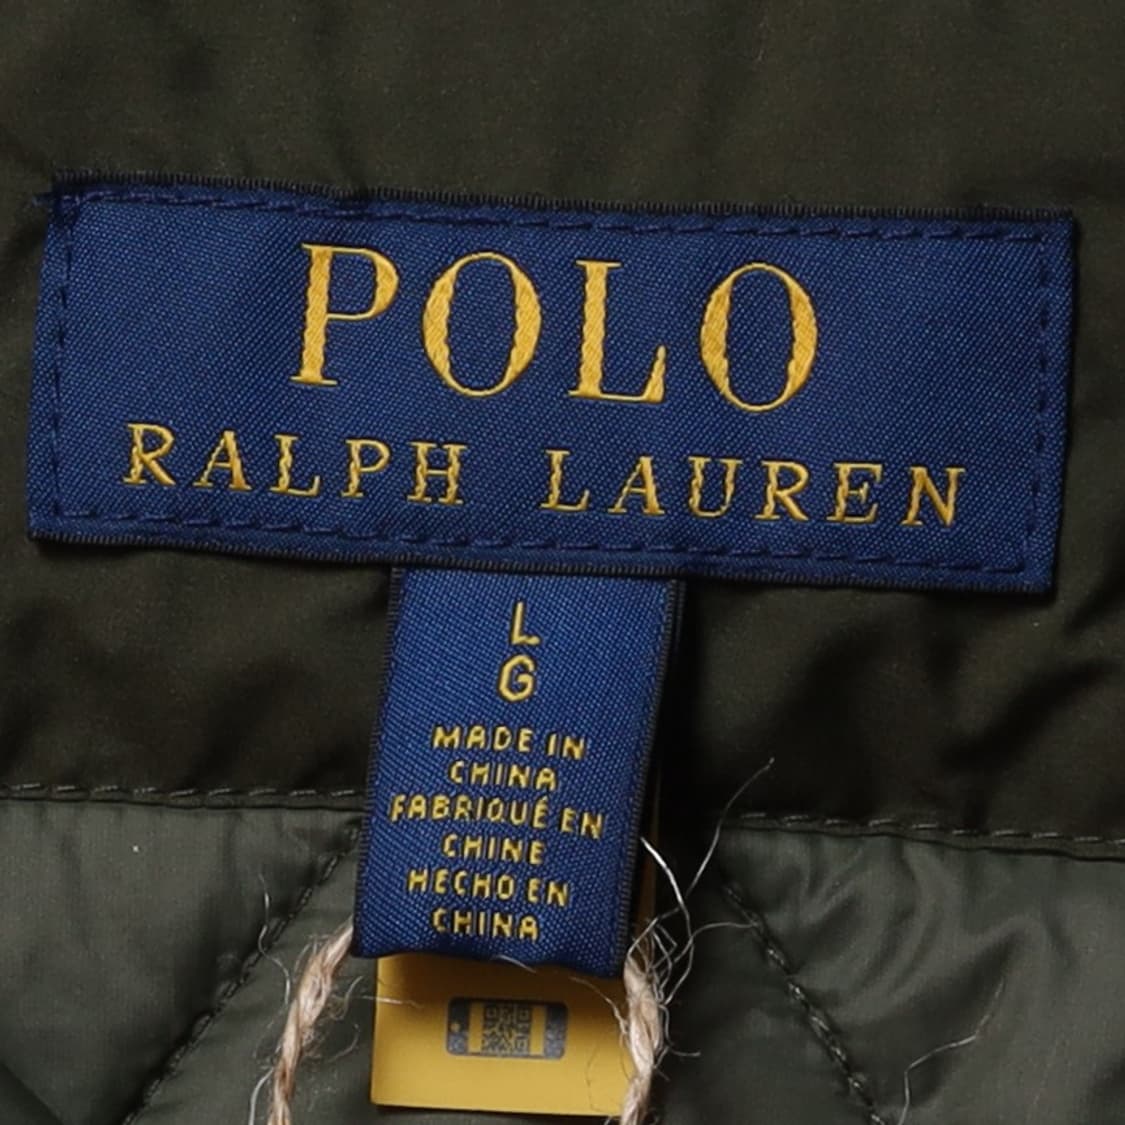 POLO
RALPH LAUREN
L
G
MADE IN
CHINA
FABRIQUÉ EN
CHINE
HECHO EN
CHINA